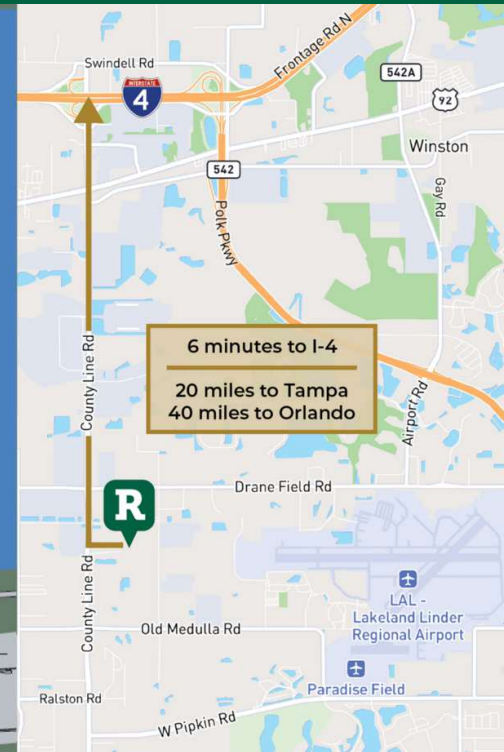 Swindell Rd
Frontage Rd N
542A
INTERSTATE
4
92
Winston
542
Gay Rd
Polk Pkwy
6 minutes to I-4
20 miles to Tampa
40 miles to Orlando
County Line Rd
Airport Rd
Drane Field Rd
R
County Line Rd
LAL -
Lakeland Linder
Regional Airport
Old Medulla Rd
Paradise Field
Ralston Rd
W Pipkin Rd